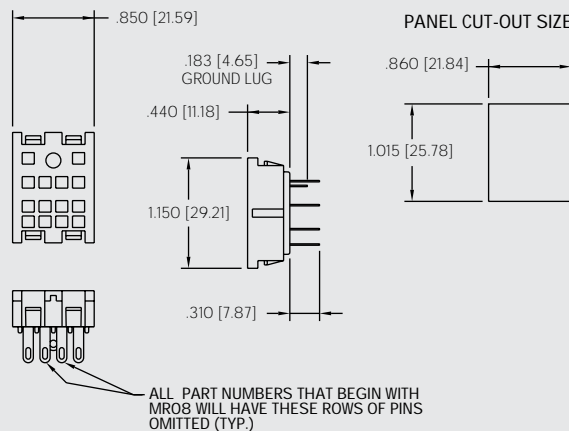 .850 [21.59]
PANEL CUT-OUT SIZE
.183 [4.65]
GROUND LUG
.860 [21.84]
.440 [11.18]
1.015 [25.78]
1.150 [29.21]
.310 [7.87]
ALL PART NUMBERS THAT BEGIN WITH
MR08 WILL HAVE THESE ROWS OF PINS
OMITTED (TYP.)